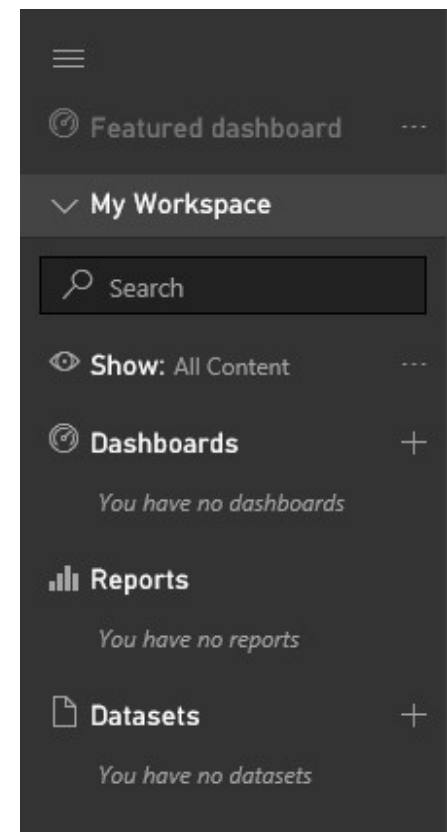 Featured dashboard ...
My Workspace
Search
Show: All Content ...
Dashboards
You have no dashboards
Reports
You have no reports
Datasets
You have no datasets